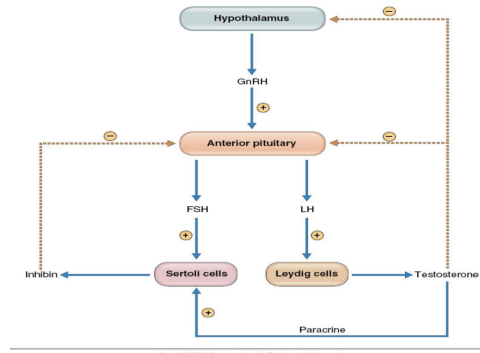 Hypothalamus
−
GnRH
+
−
Anterior pituitary
−
FSH
LH
+
+
Inhibin
Sertoli cells
Leydig cells
Testosterone
+
Paracrine